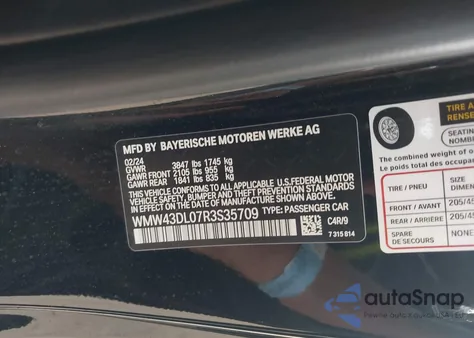 MFD BY BAYERISCHE MOTOREN WERKE AG
02/24
GVWR 3847 lbs 1745 kg
GAWR FRONT 2105 lbs 955 kg
GAWR REAR 1841 lbs 835 kg
THIS VEHICLE CONFORMS TO ALL APPLICABLE U.S. FEDERAL MOTOR
VEHICLE SAFETY, BUMPER, AND THEFT PREVENTION STANDARDS
IN EFFECT ON THE DATE OF MANUFACTURE SHOWN ABOVE.
WMW43DL07R3S35709 TYPE: PASSENGER CAR
C4R/9
7 315 814
TIRE A
RENSE
SEATIN
NOMBR
The combined weight of o
Le poids total des occupant
TIRE / PNEU SIZE
DIMEN
FRONT / AVANT 205/45
REAR / ARRIERE 205/45
SPARE
DE SECOURS NONE
autoSnap